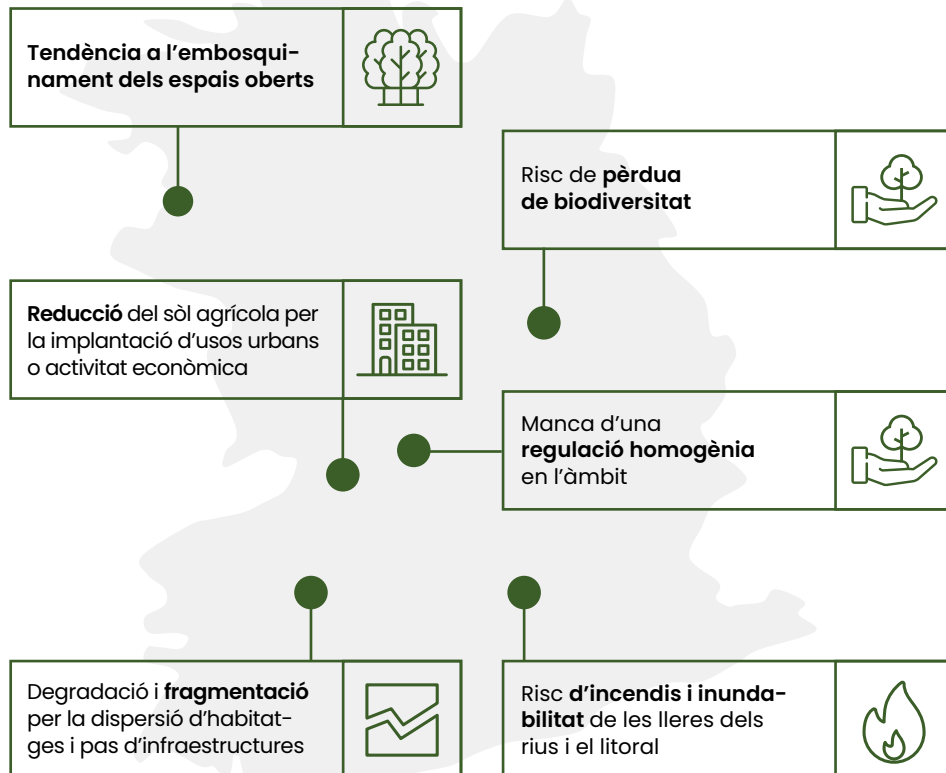 Tendència a l’embosqui-
nament dels espais oberts
Risc de pèrdua
de biodiversitat
Reducció del sòl agrícola per
la implantació d’usos urbans
o activitat econòmica
Manca d’una
regulació homogènia
en l’àmbit
Degradació i fragmentació
per la dispersió d’habitat-
ges i pas d’infraestructures
Risc d’incendis i inunda-
bilitat de les lleres dels
rius i el litoral